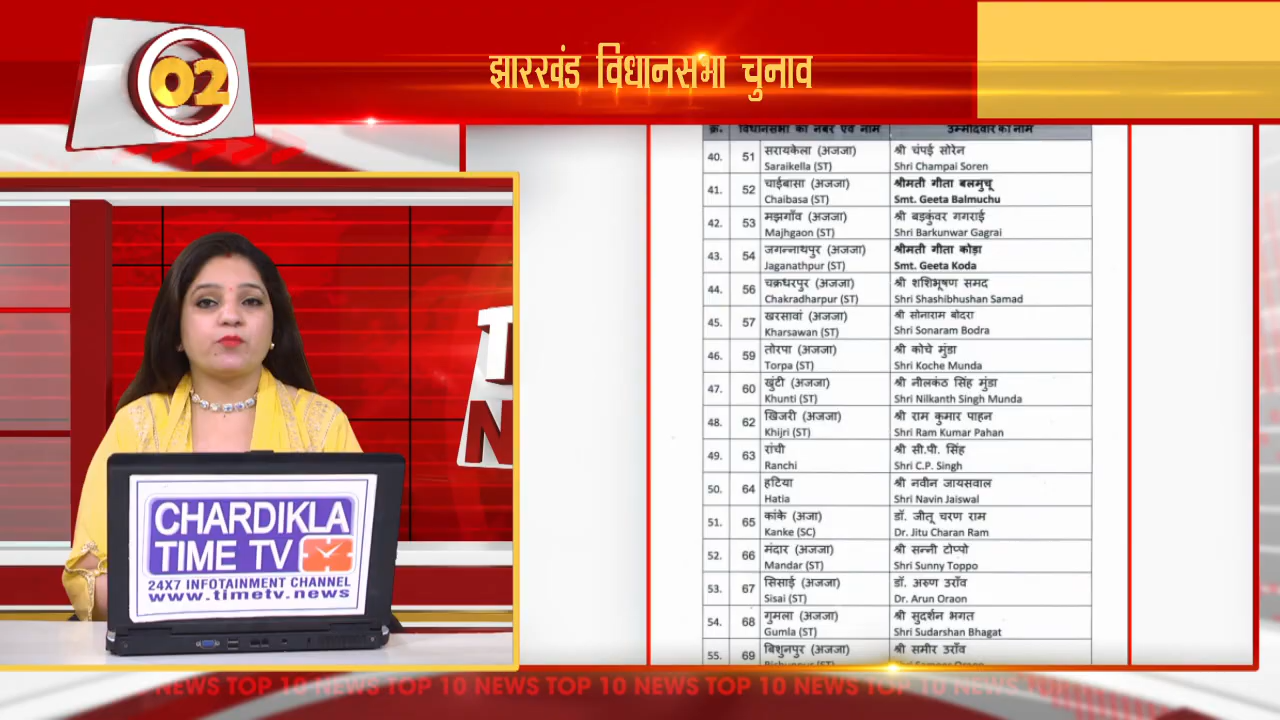 02
झारखंड विधानसभा चुनाव
क्र. विधानसभा का नंबर एवं नाम उम्मीदवार का नाम
40. 51 सरायकेला (अजजा) श्री चंपई सोरेन
Saraikella (ST) Shri Champai Soren
41. 52 चाईबासा (अजजा) श्रीमती गीता बलमुचू
Chaibasa (ST) Smt. Geeta Balmuchu
42. 53 मझगाँव (अजजा) श्री बड़कुंवर गगराई
Majhgaon (ST) Shri Barkunwar Gagrai
43. 54 जगन्नाथपुर (अजजा) श्रीमती गीता कोड़ा
Jaganathpur (ST) Smt. Geeta Koda
44. 56 चक्रधरपुर (अजजा) श्री शशिभूषण समद
Chakradharpur (ST) Shri Shashibhushan Samad
45. 57 खरसावां (अजजा) श्री सोनाराम बोदरा
Kharsawan (ST) Shri Sonaram Bodra
46. 59 तोरपा (अजजा) श्री कोचे मुंडा
Torpa (ST) Shri Koche Munda
47. 60 खुंटी (अजजा) श्री नीलकंठ सिंह मुंडा
Khunti (ST) Shri Nilkanth Singh Munda
48. 62 खिजरी (अजजा) श्री राम कुमार पाहन
Khijri (ST) Shri Ram Kumar Pahan
49. 63 रांची श्री सी.पी. सिंह
Ranchi Shri C.P. Singh
50. 64 हटिया श्री नवीन जायसवाल
Hatia Shri Navin Jaiswal
51. 65 कांके (अजा) डॉ. जीतू चरण राम
Kanke (SC) Dr. Jitu Charan Ram
52. 66 मंदार (अजजा) श्री सन्नी टोप्पो
Mandar (ST) Shri Sunny Toppo
53. 67 सिसाई (अजजा) डॉ. अरुण उराँव
Sisai (ST) Dr. Arun Oraon
54. 68 गुमला (अजजा) श्री सुदर्शन भगत
Gumla (ST) Shri Sudarshan Bhagat
55. 69 बिशुनपुर (अजजा) श्री समीर उराँव
CHARDIKLA
TIME TV
24X7 INFOTAINMENT CHANNEL
www.timetv.news
NEWS TOP 10 NEWS TOP 10 NEWS TOP 10 NEWS TOP 10 NEWS TOP 10 NEWS